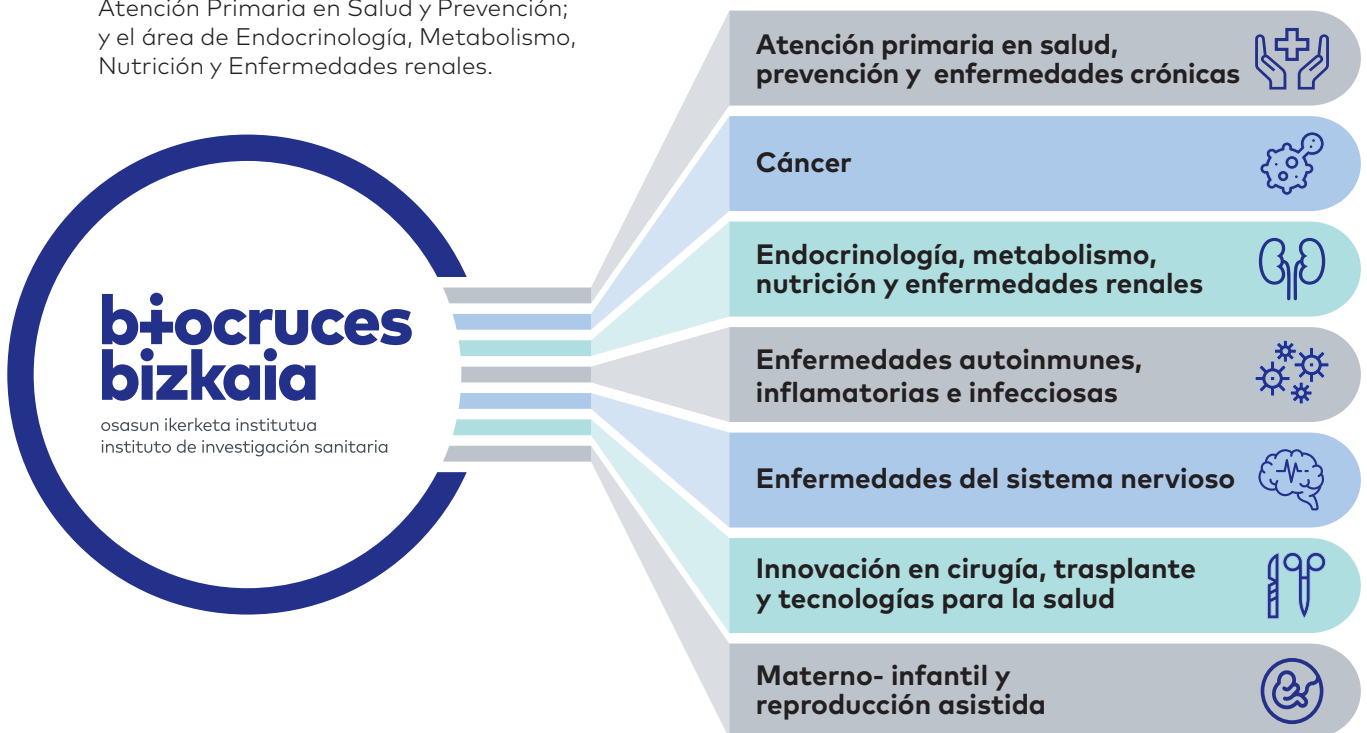 Atención Primaria en Salud y Prevención;
y el área de Endocrinología, Metabolismo,
Nutrición y Enfermedades renales.
biocruces
bizkaia
osasun ikerketa institutua
instituto de investigación sanitaria
Atención primaria en salud,
prevención y enfermedades crónicas
Cáncer
Endocrinología, metabolismo,
nutrición y enfermedades renales
Enfermedades autoinmunes,
inflamatorias e infecciosas
Enfermedades del sistema nervioso
Innovación en cirugía, trasplante
y tecnologías para la salud
Materno- infantil y
reproducción asistida